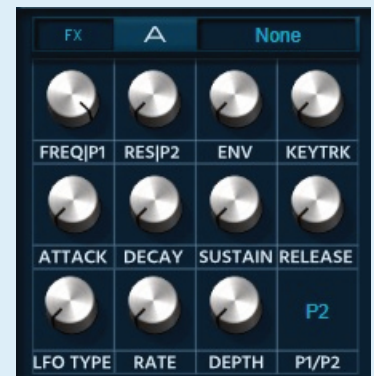 FX A None
FREQ|P1 RES|P2 ENV KEYTRK
ATTACK DECAY SUSTAIN RELEASE
P2
LFO TYPE RATE DEPTH P1/P2